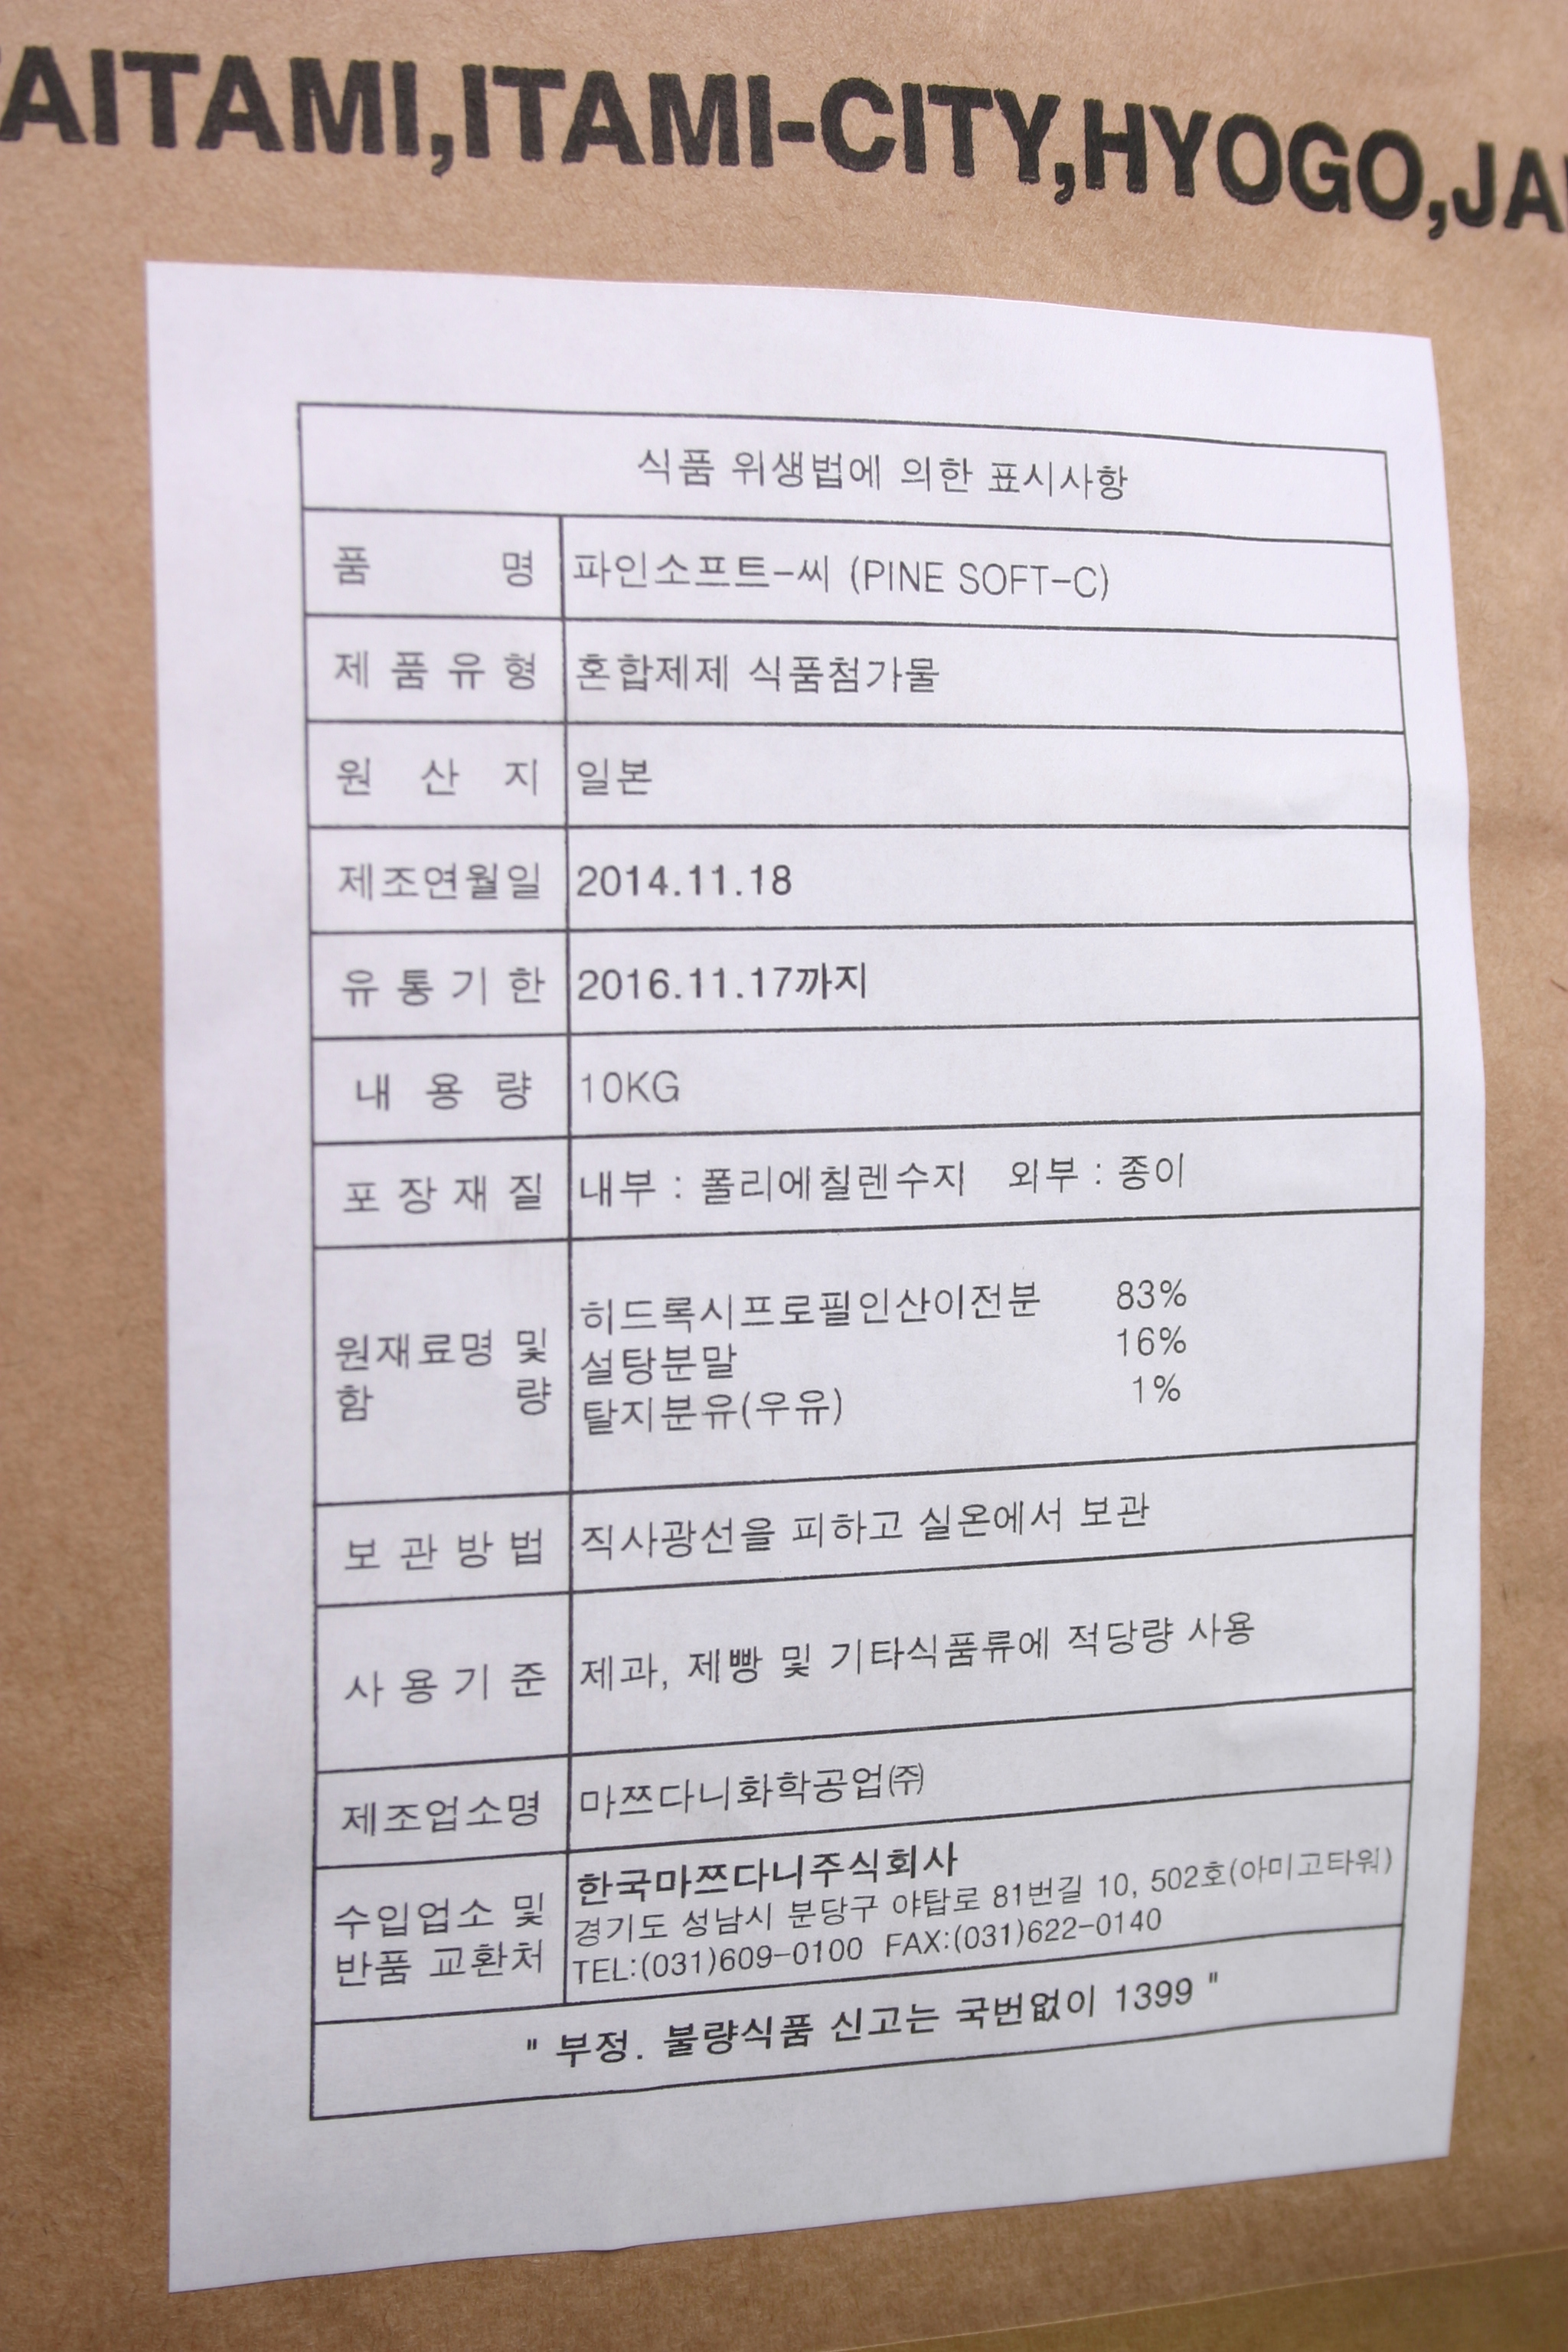 AITAMI,ITAMI-CITY,HYOGO,JA
식품 위생법에 의한 표시사항
품 명 파인소프트-씨 (PINE SOFT-C)
제 품 유 형 혼합제제 식품첨가물
원 산 지 일본
제조연월일 2014.11.18
유 통 기 한 2016.11.17까지
내 용 량 10KG
포 장 재 질 내부 : 폴리에칠렌수지 외부 : 종이
원재료명 및
함 량
히드록시프로필인산이전분 83%
설탕분말 16%
탈지분유(우유) 1%
보 관 방 법 직사광선을 피하고 실온에서 보관
사 용 기 준 제과, 제빵 및 기타식품류에 적당량 사용
제조업소명 마쯔다니화학공업㈜
수입업소 및
반품 교환처
한국마쯔다니주식회사
경기도 성남시 분당구 야탑로 81번길 10, 502호(아미고타워)
TEL:(031)609-0100 FAX:(031)622-0140
" 부정. 불량식품 신고는 국번없이 1399 "